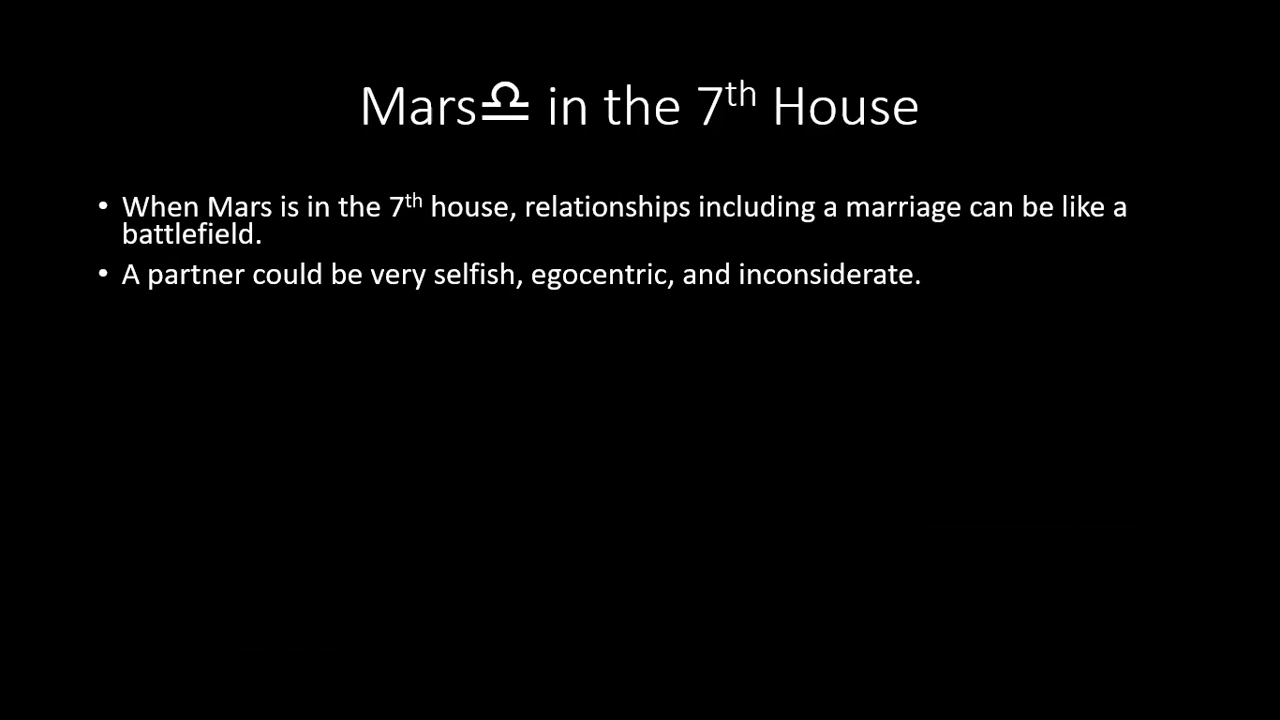 Mars♎ in the 7th House
• When Mars is in the 7th house, relationships including a marriage can be like a
battlefield.
• A partner could be very selfish, egocentric, and inconsiderate.